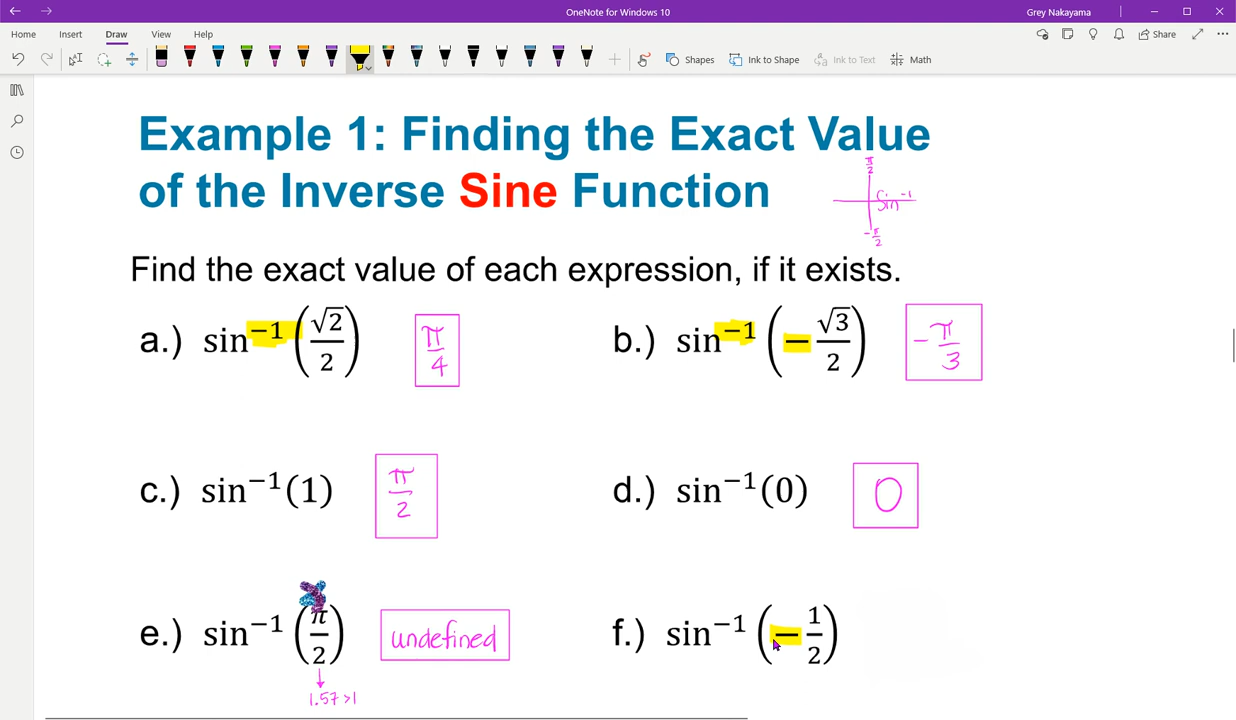 OneNote for Windows 10
Grey Nakayama
Home Insert Draw View Help
Share
Shapes Ink to Shape Ink to Text Math
Example 1: Finding the Exact Value
of the Inverse Sine Function
π/2
sin⁻¹
-π/2
Find the exact value of each expression, if it exists.
a.) sin⁻¹(√2/2) π/4 b.) sin⁻¹(−√3/2) -π/3
c.) sin⁻¹(1) π/2 d.) sin⁻¹(0) 0
e.) sin⁻¹(π/2) undefined f.) sin⁻¹(−1/2)
1.57 >1